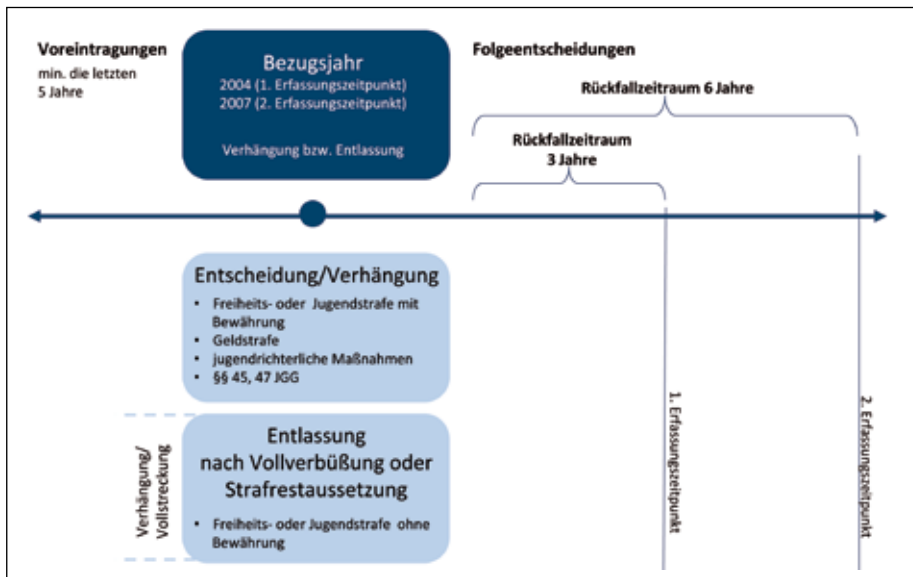 Voreintragungen
min. die letzten
5 Jahre
Bezugsjahr
2004 (1. Erfassungszeitpunkt)
2007 (2. Erfassungszeitpunkt)
Verhängung bzw. Entlassung
Folgeentscheidungen
Rückfallzeitraum 6 Jahre
Rückfallzeitraum
3 Jahre
Entscheidung/Verhängung
• Freiheits- oder Jugendstrafe mit
Bewährung
• Geldstrafe
• jugendrichterliche Maßnahmen
• §§ 45, 47 JGG
Verhängung/
Vollstreckung
Entlassung
nach Vollverbüßung oder
Strafrestaussetzung
• Freiheits- oder Jugendstrafe ohne
Bewährung
1. Erfassungszeitpunkt
2. Erfassungszeitpunkt